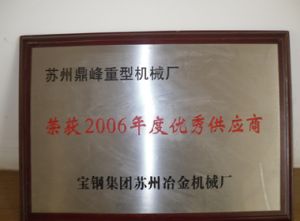 苏州鼎峰重型机械厂
荣获2006年度优秀供应商
宝钢集团苏州冶金机械厂